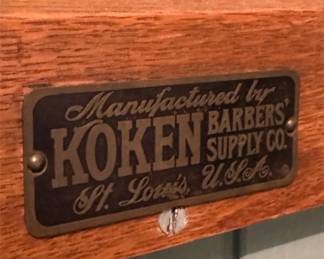 Manufactured by
KOKEN BARBERS'
SUPPLY CO.
St. Louis, U.S.A.